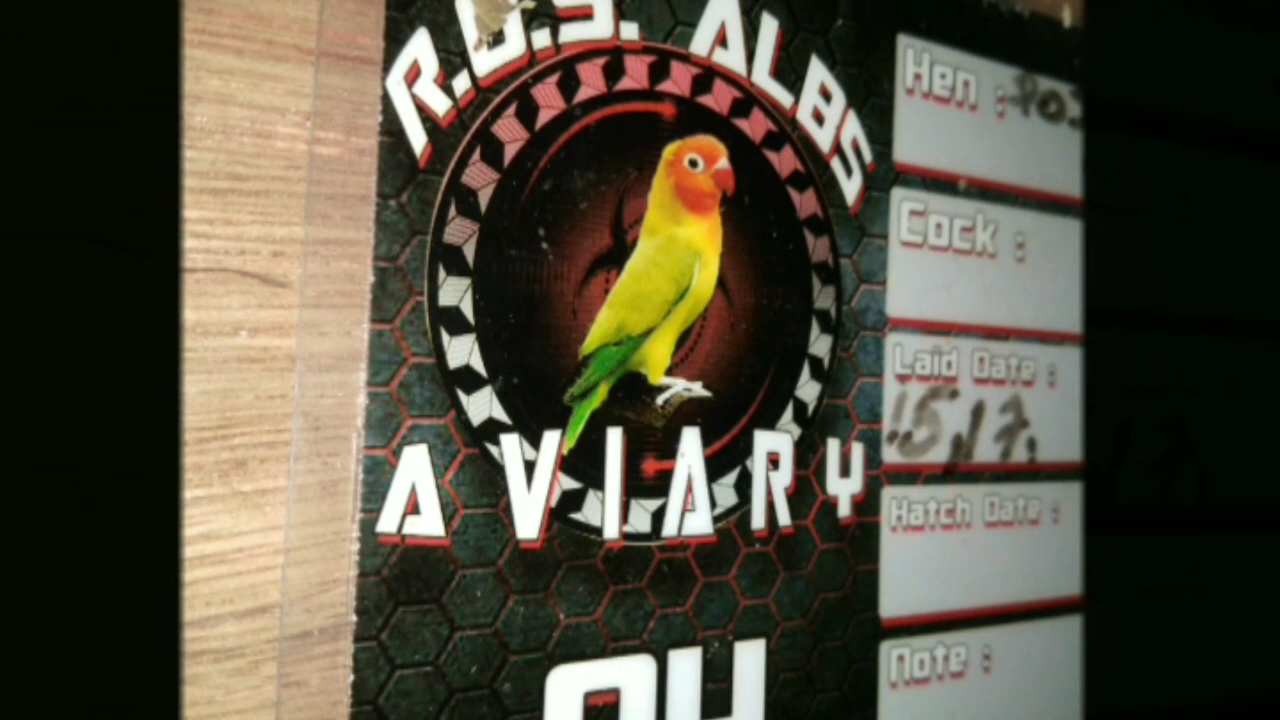 R.O.S. ALBS
AVIARY
Hen :
Cock :
Laid Date :
15 / 7.
Hatch Date :
Note :